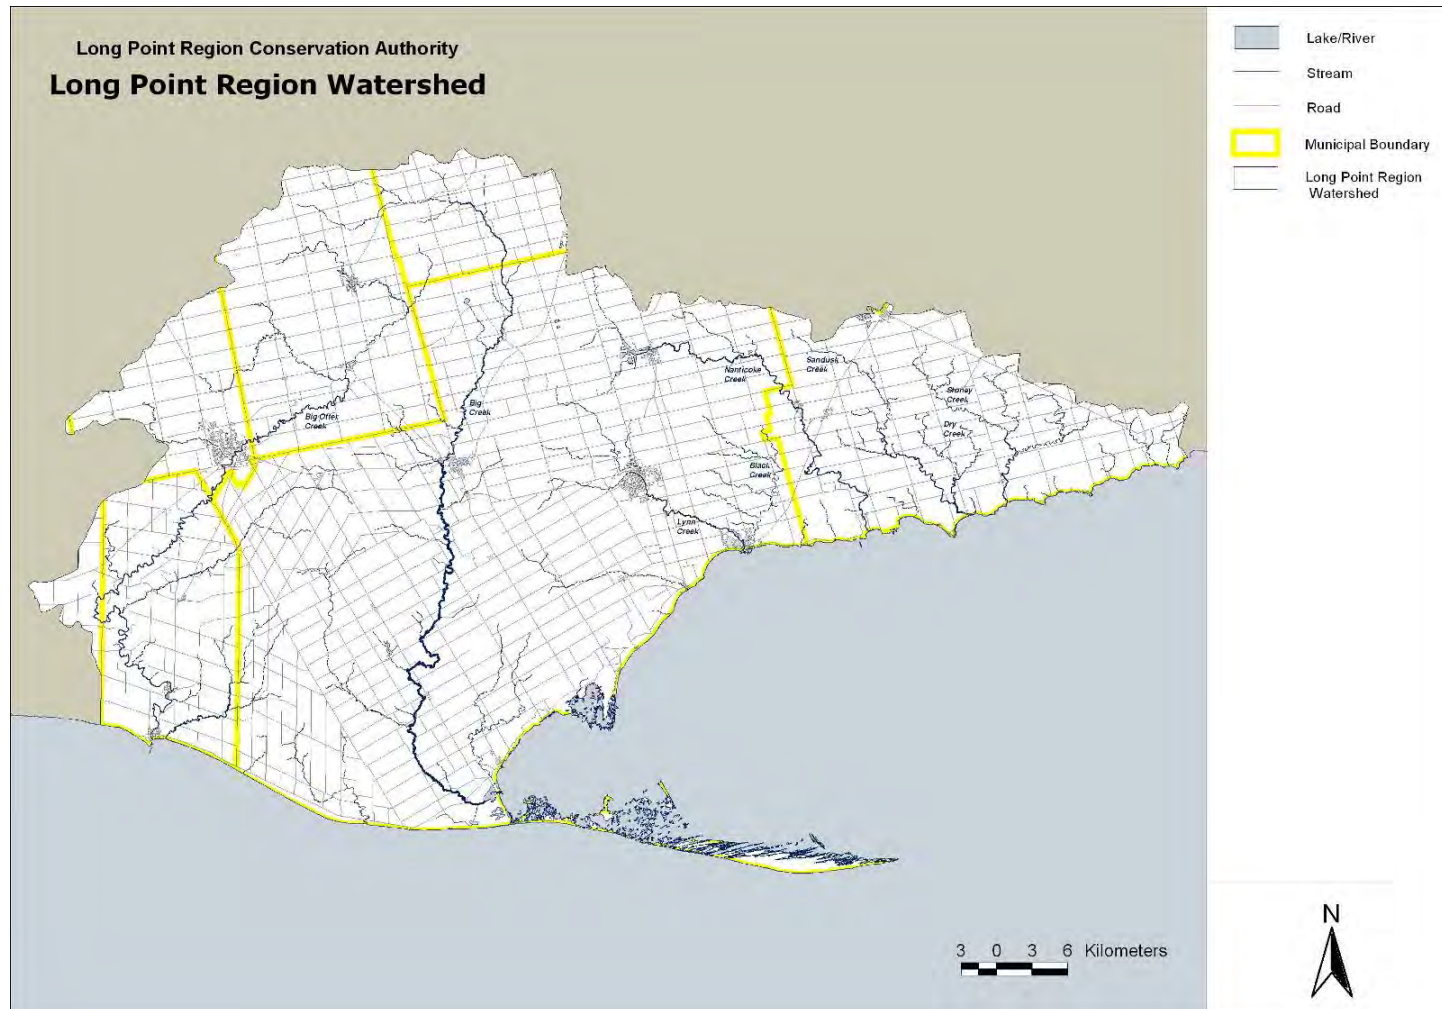 Long Point Region Conservation Authority
Long Point Region Watershed
Lake/River
Stream
Road
Municipal Boundary
Long Point Region
Watershed
Nanticoke
Creek
Sandusk
Creek
Stoney
Creek
Dry
Creek
Big
Creek
Big Otter
Creek
Black
Creek
Lynn
Creek
N
3 0 3 6 Kilometers